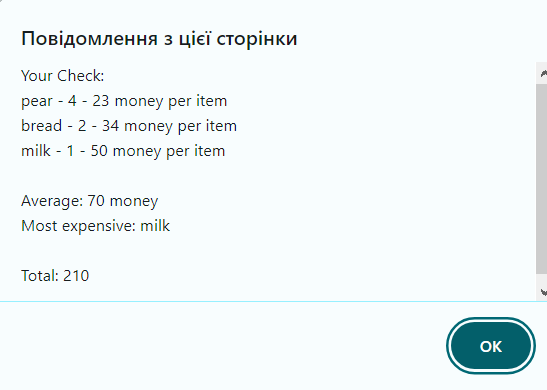 Повідомлення з цієї сторінки
Your Check:
pear - 4 - 23 money per item
bread - 2 - 34 money per item
milk - 1 - 50 money per item
Average: 70 money
Most expensive: milk
Total: 210
ОК